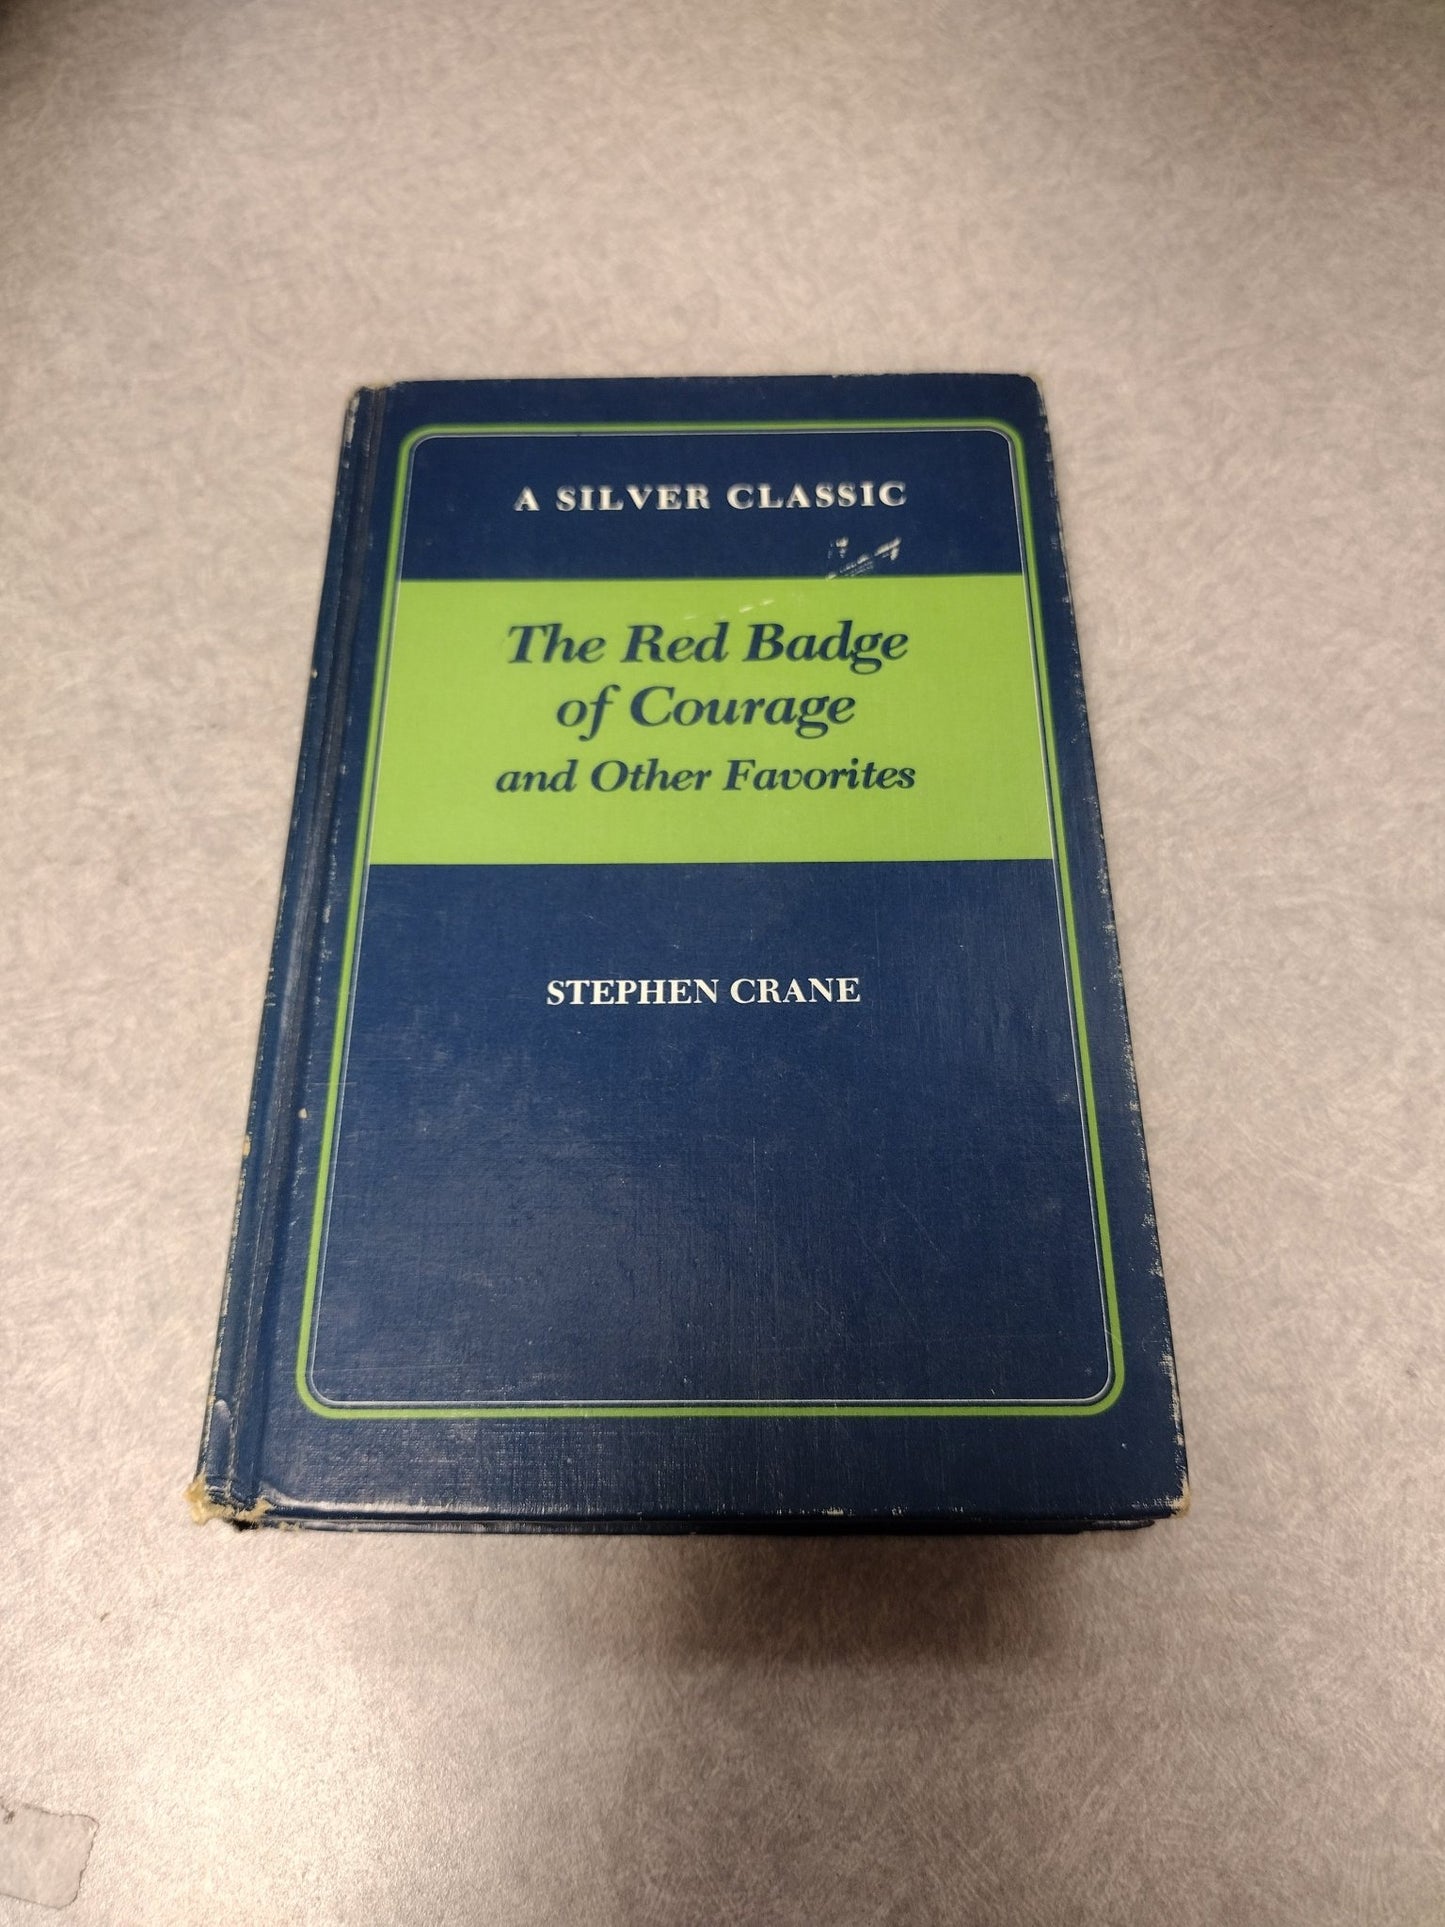 A SILVER CLASSIC
The Red Badge
of Courage
and Other Favorites
STEPHEN CRANE